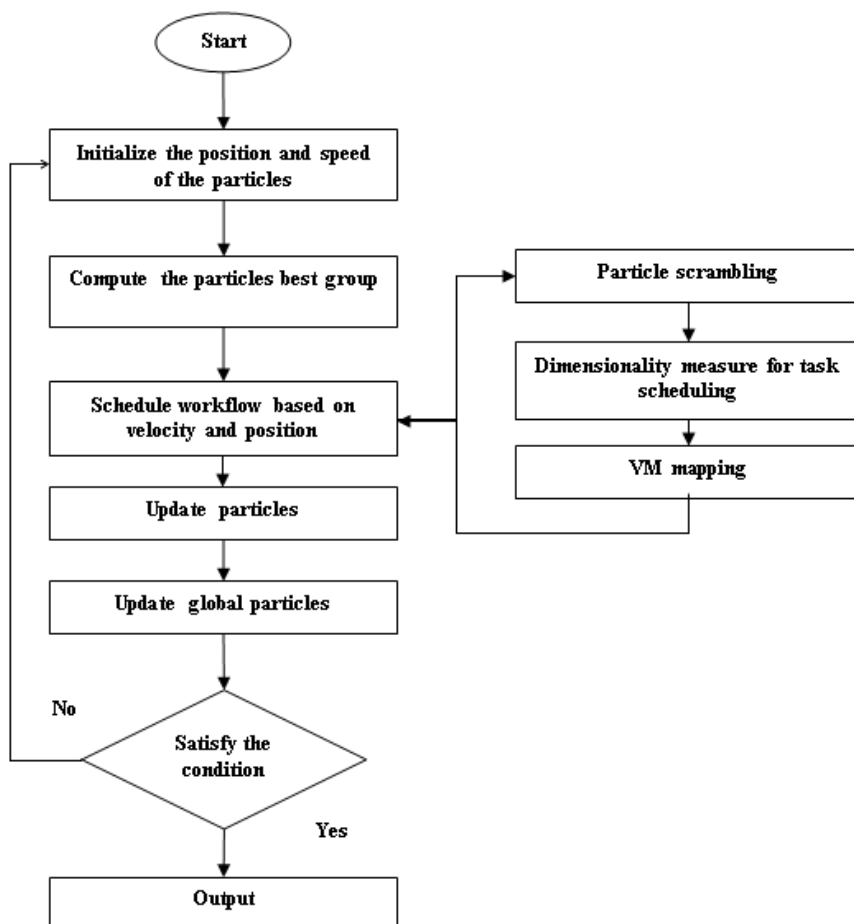 Start
Initialize the position and speed
of the particles
Compute the particles best group
Schedule workflow based on
velocity and position
Update particles
Update global particles
No
Satisfy the
condition
Yes
Output
Particle scrambling
Dimensionality measure for task
scheduling
VM mapping